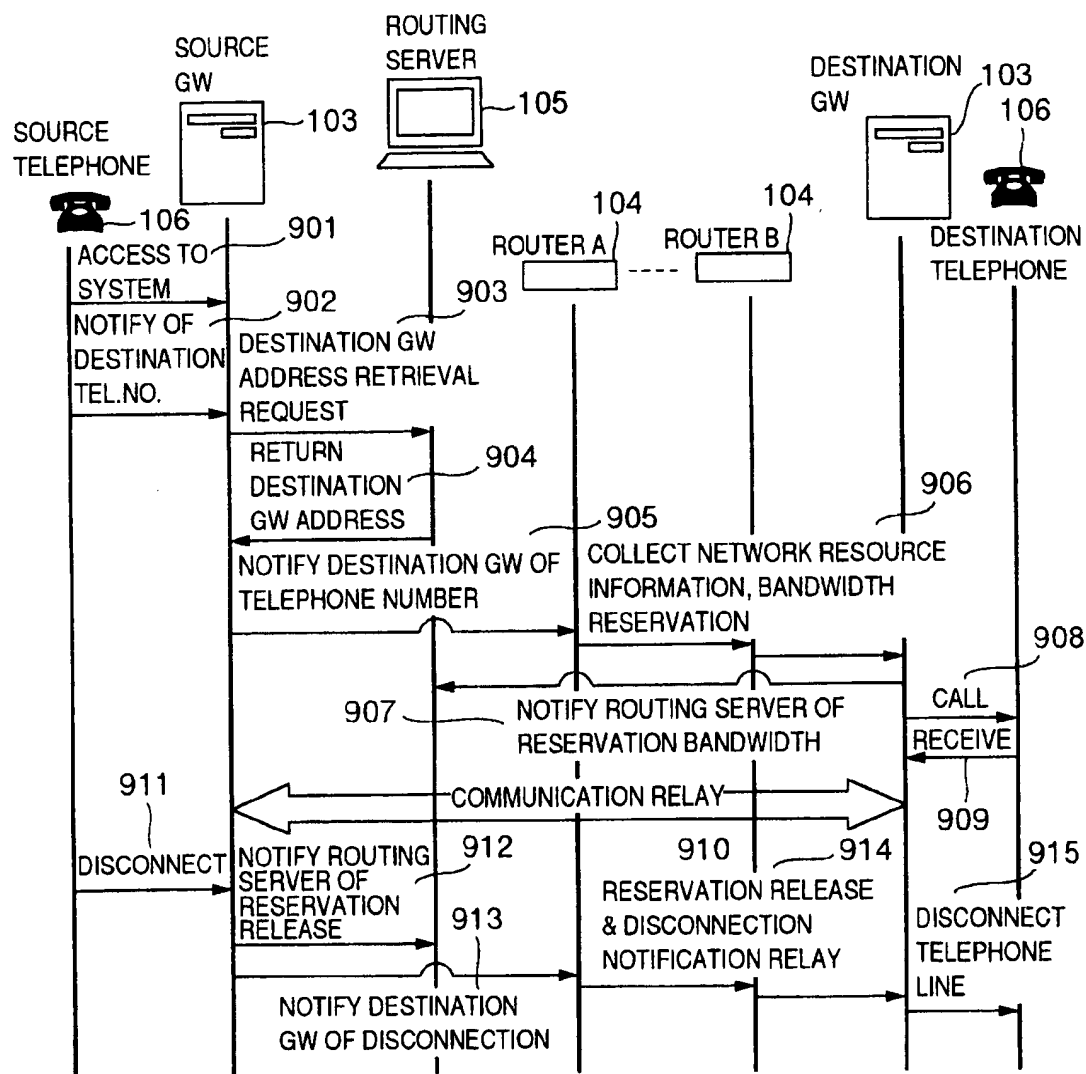 SOURCE
GW
103
ROUTING
SERVER
105
DESTINATION
GW
103
SOURCE
TELEPHONE
106
106
DESTINATION
TELEPHONE
ROUTER A
104
ROUTER B
104
901
ACCESS TO
SYSTEM
902
NOTIFY OF
DESTINATION
TEL.NO.
903
DESTINATION GW
ADDRESS RETRIEVAL
REQUEST
RETURN
DESTINATION
GW ADDRESS
904
905
NOTIFY DESTINATION GW OF
TELEPHONE NUMBER
906
COLLECT NETWORK RESOURCE
INFORMATION, BANDWIDTH
RESERVATION
907
NOTIFY ROUTING SERVER OF
RESERVATION BANDWIDTH
908
CALL
RECEIVE
909
COMMUNICATION RELAY
910
911
DISCONNECT
912
NOTIFY ROUTING
SERVER OF
RESERVATION
RELEASE
913
NOTIFY DESTINATION
GW OF DISCONNECTION
914
RESERVATION RELEASE
& DISCONNECTION
NOTIFICATION RELAY
915
DISCONNECT
TELEPHONE
LINE